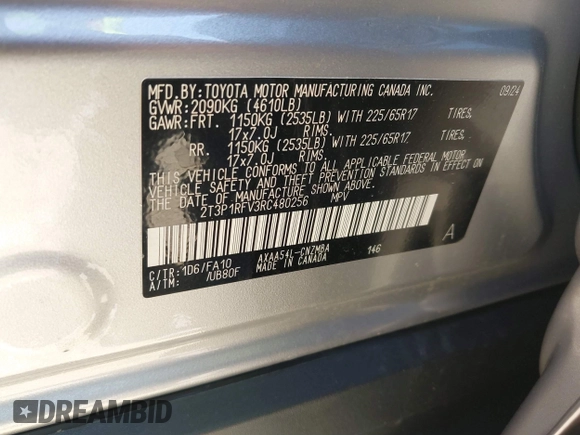 MFD.BY:TOYOTA MOTOR MANUFACTURING CANADA INC. 09/24
GVWR:2090KG (4610LB)
GAWR:FRT. 1150KG (2535LB) WITH 225/65R17 TIRES.
17x7.0J RIMS.
RR. 1150KG (2535LB) WITH 225/65R17 TIRES.
17x7.0J RIMS.
THIS VEHICLE CONFORMS TO ALL APPLICABLE FEDERAL MOTOR
VEHICLE SAFETY AND THEFT PREVENTION STANDARDS IN EFFECT ON
THE DATE OF MANUFACTURE SHOWN ABOVE.
2T3P1RFV3RC480256 MPV
A
C/TR:1D6/FA10 AXAA54L-CNZMBA 146
A/TM: /UB80F MADE IN CANADA
DREAMBID